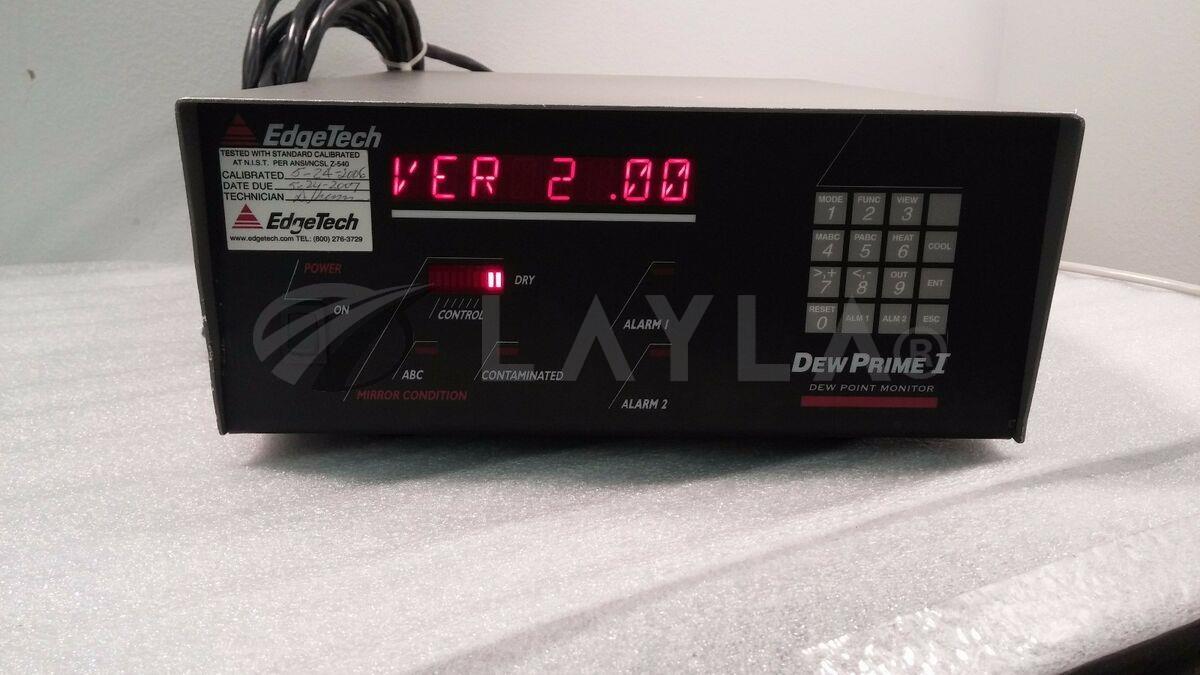 EdgeTech
TESTED WITH STANDARD CALIBRATED
AT N.I.S.T. PER ANSI/NCSL Z-540
CALIBRATED 5-24-2006
DATE DUE 5-24-2007
TECHNICIAN
EdgeTech
www.edgetech.com TEL: (800) 276-3729
VER 2.00
MODE 1 FUNC 2 VIEW 3
MABC 4 PABC 5 HEAT 6 COOL
>,+ 7 <,- 8 OUT 9 ENT
RESET 0 ALM 1 ALM 2 ESC
POWER
ON
DRY
CONTROL
ALARM 1
ABC
CONTAMINATED
MIRROR CONDITION
ALARM 2
DEW PRIME I
DEW POINT MONITOR
LAYLA®